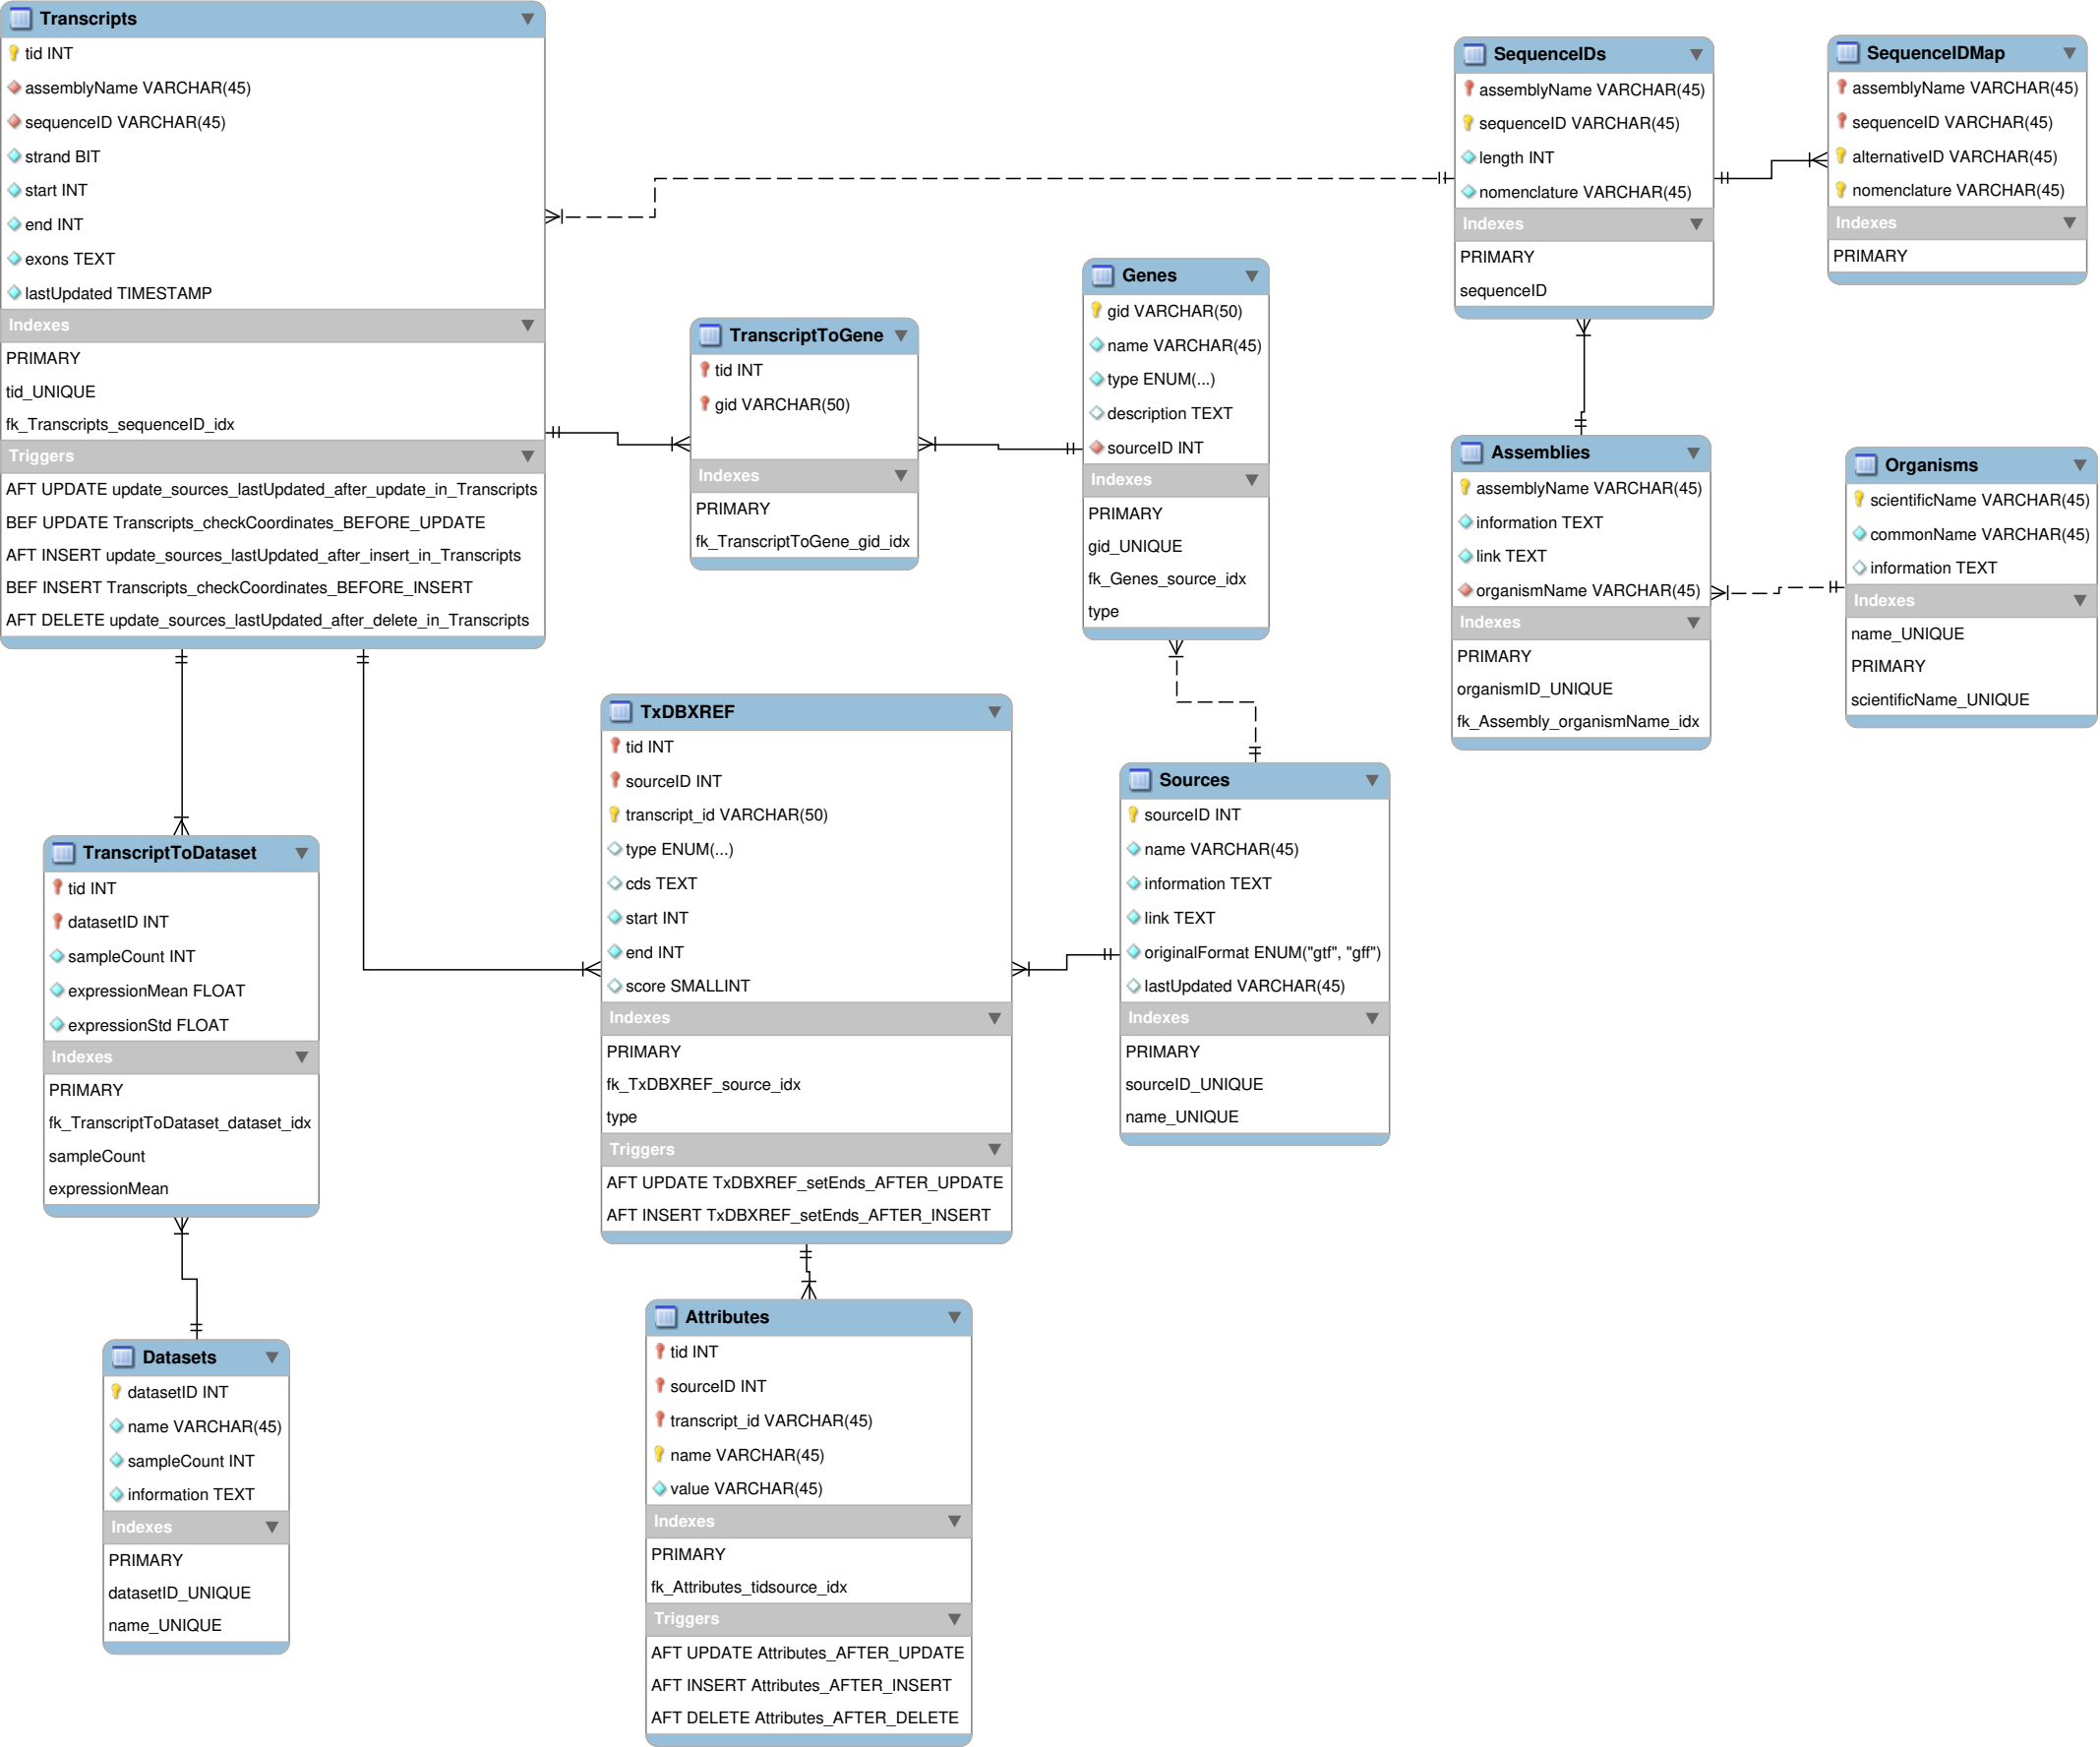 Transcripts
tid INT
assemblyName VARCHAR(45)
sequenceID VARCHAR(45)
strand BIT
start INT
end INT
exons TEXT
lastUpdated TIMESTAMP
Indexes
PRIMARY
tid_UNIQUE
fk_Transcripts_sequenceID_idx
Triggers
AFT UPDATE update_sources_lastUpdated_after_update_in_Transcripts
BEF UPDATE Transcripts_checkCoordinates_BEFORE_UPDATE
AFT INSERT update_sources_lastUpdated_after_insert_in_Transcripts
BEF INSERT Transcripts_checkCoordinates_BEFORE_INSERT
AFT DELETE update_sources_lastUpdated_after_delete_in_Transcripts
SequenceIDs
assemblyName VARCHAR(45)
sequenceID VARCHAR(45)
length INT
nomenclature VARCHAR(45)
Indexes
PRIMARY
sequenceID
SequenceIDMap
assemblyName VARCHAR(45)
sequenceID VARCHAR(45)
alternativeID VARCHAR(45)
nomenclature VARCHAR(45)
Indexes
PRIMARY
Genes
gid VARCHAR(50)
name VARCHAR(45)
type ENUM(...)
description TEXT
sourceID INT
Indexes
PRIMARY
gid_UNIQUE
fk_Genes_source_idx
type
TranscriptToGene
tid INT
gid VARCHAR(50)
Indexes
PRIMARY
fk_TranscriptToGene_gid_idx
Assemblies
assemblyName VARCHAR(45)
information TEXT
link TEXT
organismName VARCHAR(45)
Indexes
PRIMARY
organismID_UNIQUE
fk_Assembly_organismName_idx
Organisms
scientificName VARCHAR(45)
commonName VARCHAR(45)
information TEXT
Indexes
name_UNIQUE
PRIMARY
scientificName_UNIQUE
TxDBXREF
tid INT
sourceID INT
transcript_id VARCHAR(50)
type ENUM(...)
cds TEXT
start INT
end INT
score SMALLINT
Indexes
PRIMARY
fk_TxDBXREF_source_idx
type
Triggers
AFT UPDATE TxDBXREF_setEnds_AFTER_UPDATE
AFT INSERT TxDBXREF_setEnds_AFTER_INSERT
Sources
sourceID INT
name VARCHAR(45)
information TEXT
link TEXT
originalFormat ENUM("gtf", "gff")
lastUpdated VARCHAR(45)
Indexes
PRIMARY
sourceID_UNIQUE
name_UNIQUE
TranscriptToDataset
tid INT
datasetID INT
sampleCount INT
expressionMean FLOAT
expressionStd FLOAT
Indexes
PRIMARY
fk_TranscriptToDataset_dataset_idx
sampleCount
expressionMean
Attributes
tid INT
sourceID INT
transcript_id VARCHAR(45)
name VARCHAR(45)
value VARCHAR(45)
Indexes
PRIMARY
fk_Attributes_tidsource_idx
Triggers
AFT UPDATE Attributes_AFTER_UPDATE
AFT INSERT Attributes_AFTER_INSERT
AFT DELETE Attributes_AFTER_DELETE
Datasets
datasetID INT
name VARCHAR(45)
sampleCount INT
information TEXT
Indexes
PRIMARY
datasetID_UNIQUE
name_UNIQUE